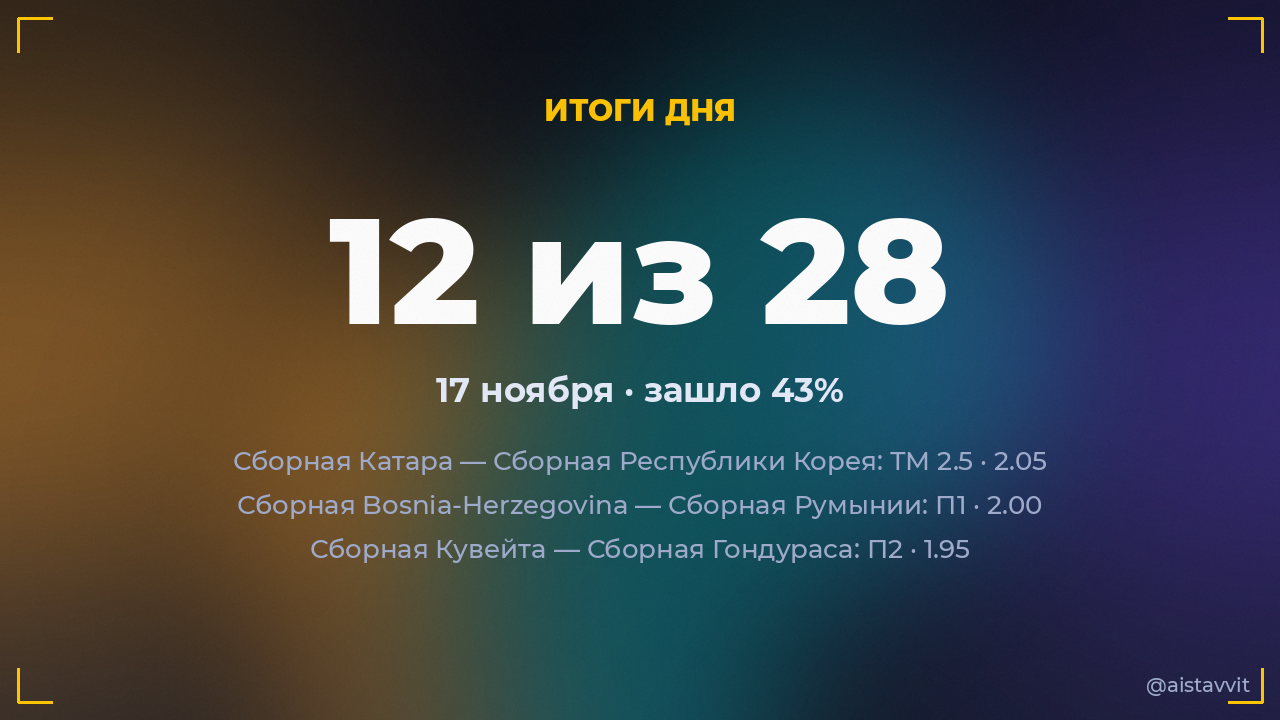 ИТОГИ ДНЯ
12 из 28
17 ноября · зашло 43%
Сборная Катара — Сборная Республики Корея: ТМ 2.5 · 2.05
Сборная Bosnia-Herzegovina — Сборная Румынии: П1 · 2.00
Сборная Кувейта — Сборная Гондураса: П2 · 1.95
@aistavvit